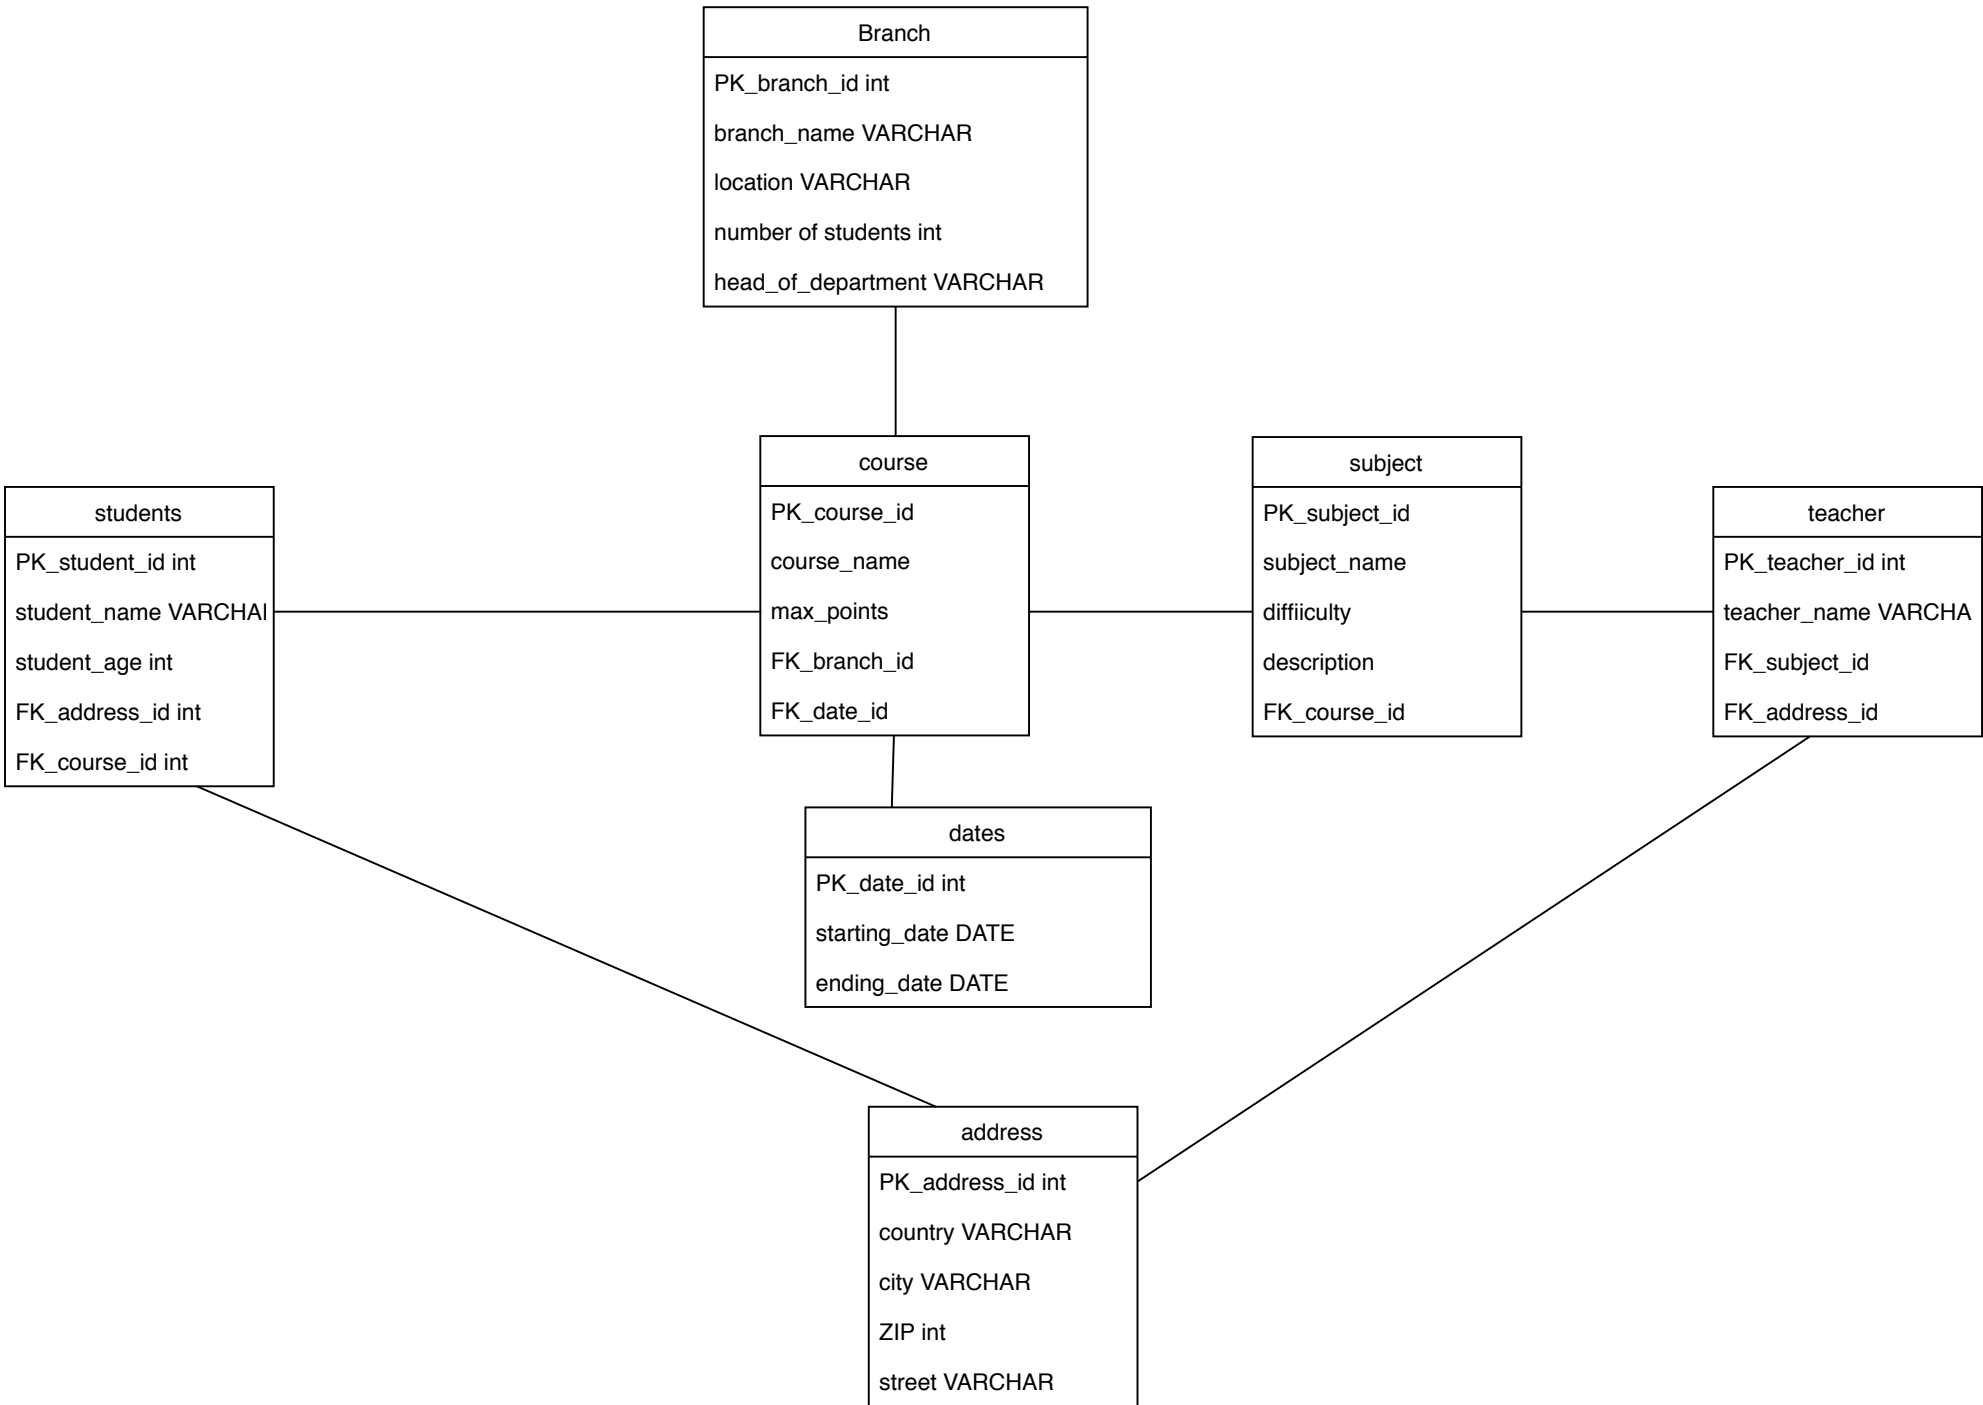 Branch
PK_branch_id int
branch_name VARCHAR
location VARCHAR
number of students int
head_of_department VARCHAR
students
PK_student_id int
student_name VARCHAI
student_age int
FK_address_id int
FK_course_id int
course
PK_course_id
course_name
max_points
FK_branch_id
FK_date_id
subject
PK_subject_id
subject_name
diffiiculty
description
FK_course_id
teacher
PK_teacher_id int
teacher_name VARCHA
FK_subject_id
FK_address_id
dates
PK_date_id int
starting_date DATE
ending_date DATE
address
PK_address_id int
country VARCHAR
city VARCHAR
ZIP int
street VARCHAR